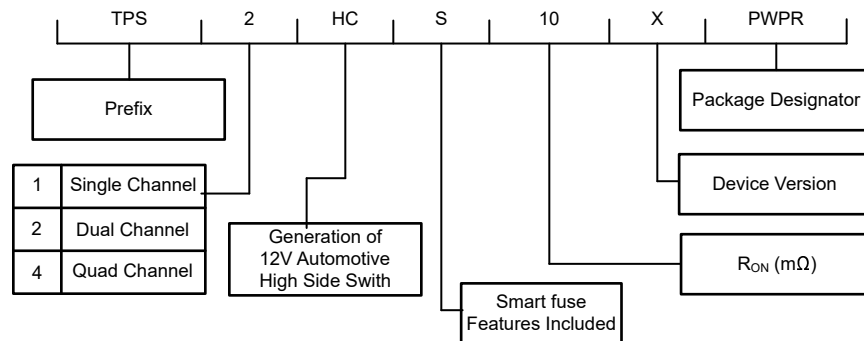 TPS 2 HC S 10 X PWPR
Prefix
Package Designator
1 Single Channel
2 Dual Channel
4 Quad Channel
Device Version
Generation of
12V Automotive
High Side Swith
RON (mΩ)
Smart fuse
Features Included